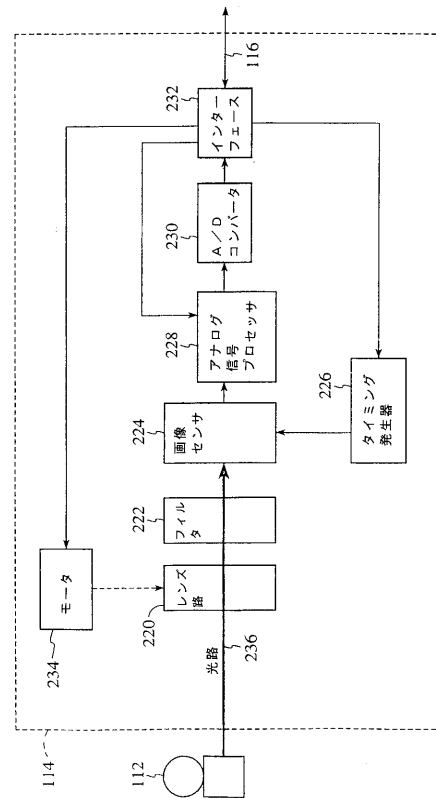 114
112
234
モータ
光路
236
220
レンズ
路
222
フィル
タ
224
画像
センサ
228
アナログ
信号
プロセッサ
230
A/D
コンバータ
232
インター
フェース
116
226
タイミング
発生器